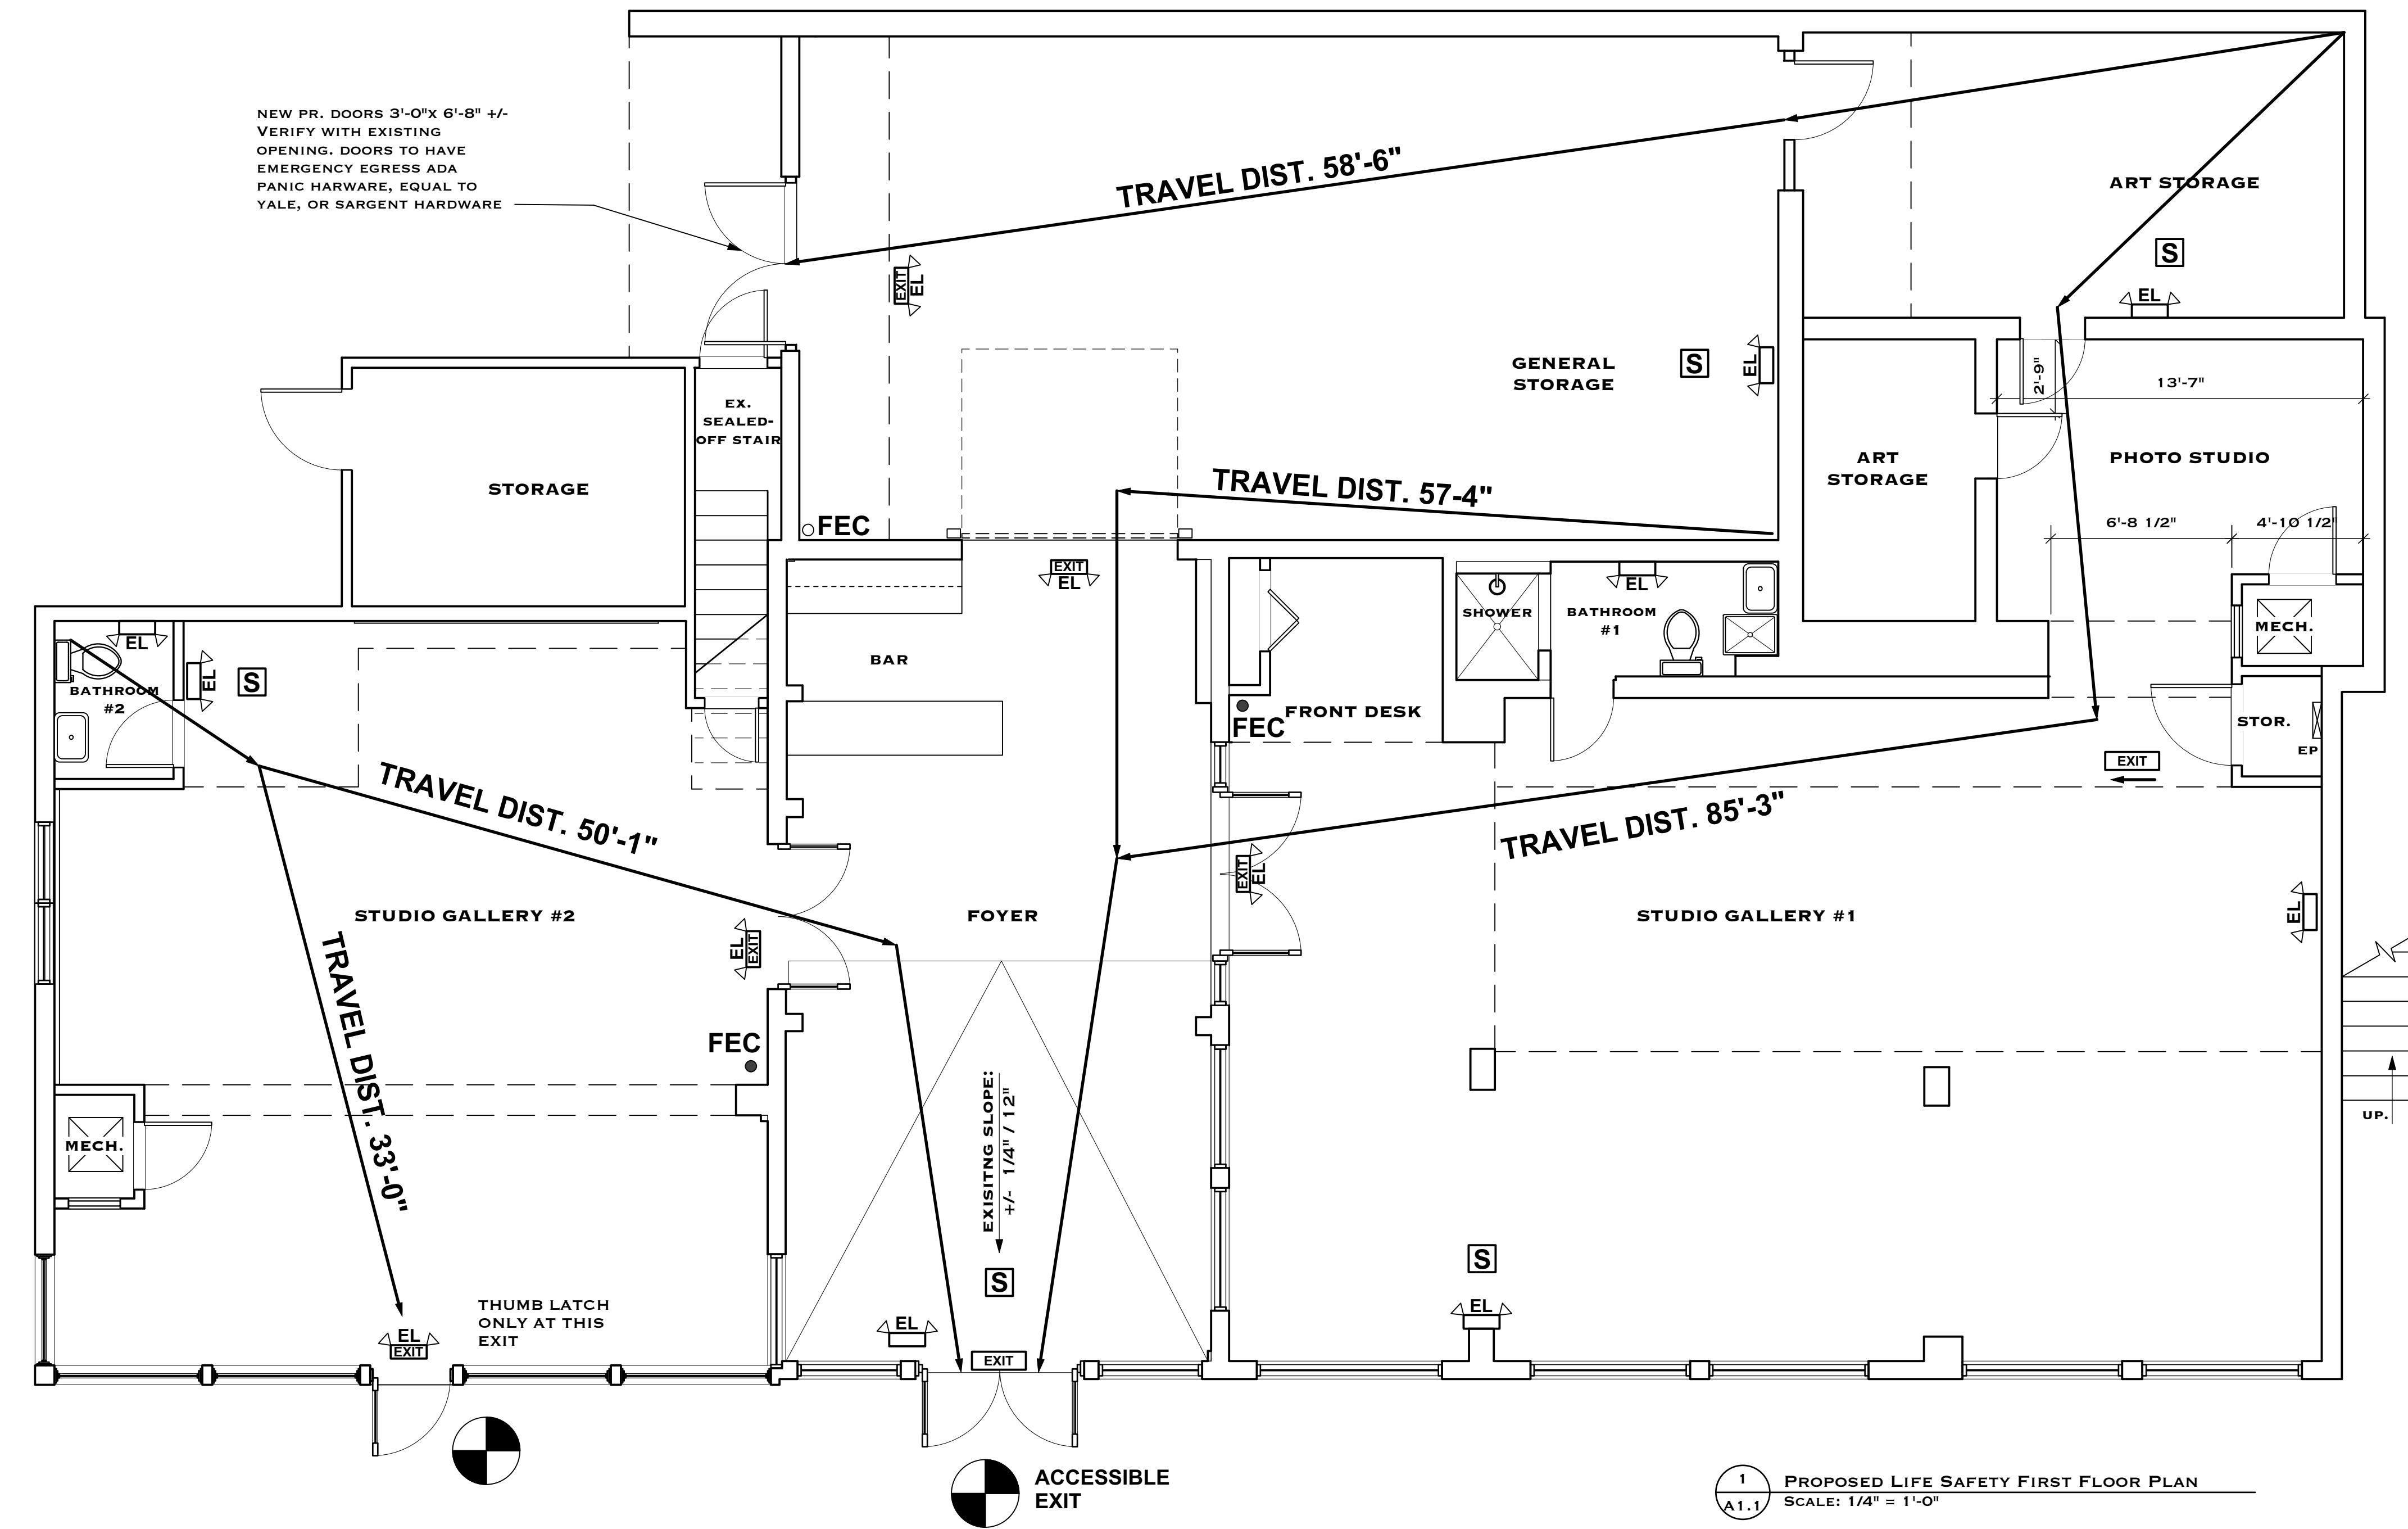 NEW PR. DOORS 3'-0"X 6'-8" +/-
VERIFY WITH EXISTING
OPENING. DOORS TO HAVE
EMERGENCY EGRESS ADA
PANIC HARWARE, EQUAL TO
YALE, OR SARGENT HARDWARE
TRAVEL DIST. 58'-6"
ART STORAGE
S
EL
EXIT
EL
GENERAL
STORAGE
S
EL
2'-9"
13'-7"
EX.
SEALED-
OFF STAIR
STORAGE
ART
STORAGE
PHOTO STUDIO
TRAVEL DIST. 57-4"
FEC
6'-8 1/2"
4'-10 1/2"
EXIT
EL
EL
SHOWER
BATHROOM
#1
MECH.
EL
BATHROOM
#2
EL
S
BAR
FRONT DESK
FEC
STOR.
EP
EXIT
TRAVEL DIST. 50'-1"
TRAVEL DIST. 85'-3"
EXIT
EL
STUDIO GALLERY #2
EL
EXIT
FOYER
STUDIO GALLERY #1
EL
TRAVEL DIST. 33'-0"
FEC
EXISITNG SLOPE:
+/- 1/4" / 12"
UP.
MECH.
S
S
THUMB LATCH
ONLY AT THIS
EXIT
EL
EXIT
EL
EXIT
EL
ACCESSIBLE
EXIT
1
A1.1
PROPOSED LIFE SAFETY FIRST FLOOR PLAN
SCALE: 1/4" = 1'-0"